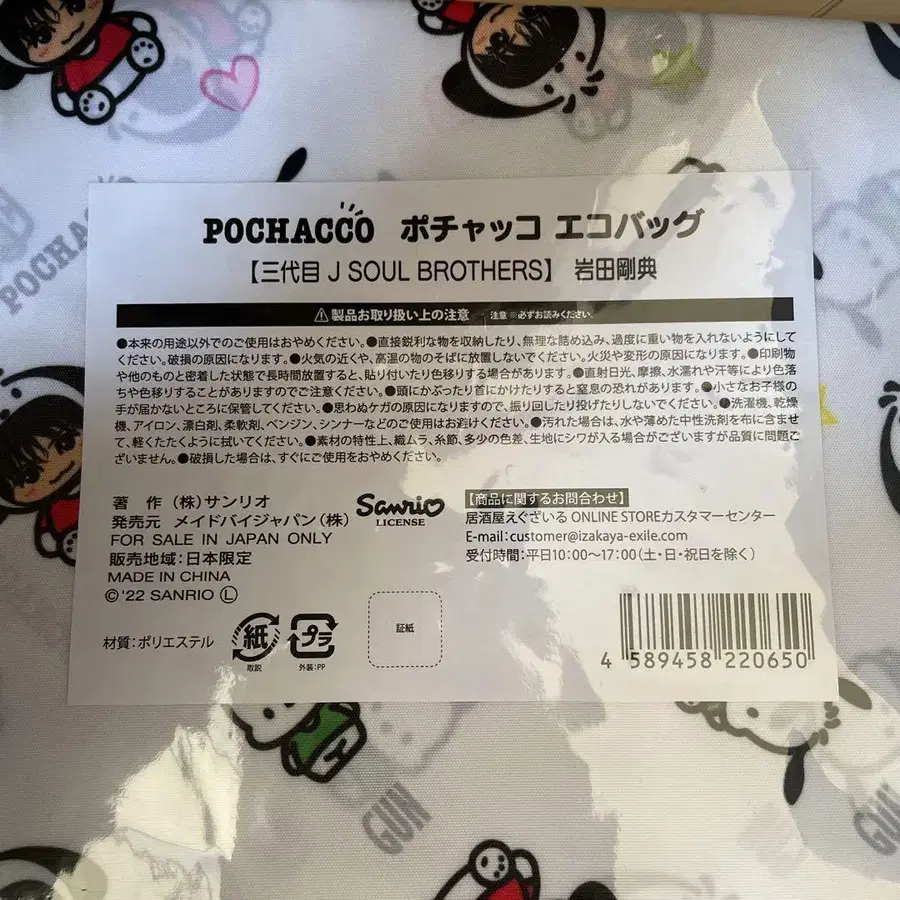 POCHACCO
POCHACCO ポチャッコ エコバッグ
【三代目 J SOUL BROTHERS】 岩田剛典
⚠製品お取り扱い上の注意 注意 ※必ずお読みください。
●本来の用途以外でのご使用はおやめください。●直接鋭利な物を収納したり、無理な詰め込み、過度に重い物を入れないようにして
ください。破損の原因になります。●火気の近くや、高温の物のそばに放置しないでください。火災や変形の原因になります。●印刷物
や他のものと密着した状態で長時間放置すると、貼り付いたり色移りする場合があります。●直射日光、摩擦、水濡れや汗等により色落
ちや色移りすることがありますのでご注意ください。●頭にかぶったり首にかけたりすると窒息の恐れがあります。●小さなお子様の
手が届かないところに保管してください。●思わぬケガの原因になりますので、振り回したり投げたりしないでください。●洗濯機、乾燥
機、アイロン、漂白剤、柔軟剤、ベンジン、シンナーなどのご使用はお避けください。●汚れた場合は、水や薄めた中性洗剤を布に含ませ
て、軽くたたくように拭いてください。●素材の特性上、織ムラ、糸節、多少の色差、生地にシワが入る場合がございますが品質に問題ご
ざいません。●破損した場合は、すぐにご使用をおやめください。
著 作 (株)サンリオ
発売元 メイドバイジャパン(株)
FOR SALE IN JAPAN ONLY
販売地域:日本限定
MADE IN CHINA
©'22 SANRIO Ⓛ
Sanrio
LICENSE
【商品に関するお問合わせ】
居酒屋えぐざいる ONLINE STOREカスタマーセンター
E-mail:customer@izakaya-exile.com
受付時間:平日10:00～17:00(土・日・祝日を除く)
材質:ポリエステル
紙
取説
プラ
外装:PP
証紙
4 589458 220650
GUN
GUN